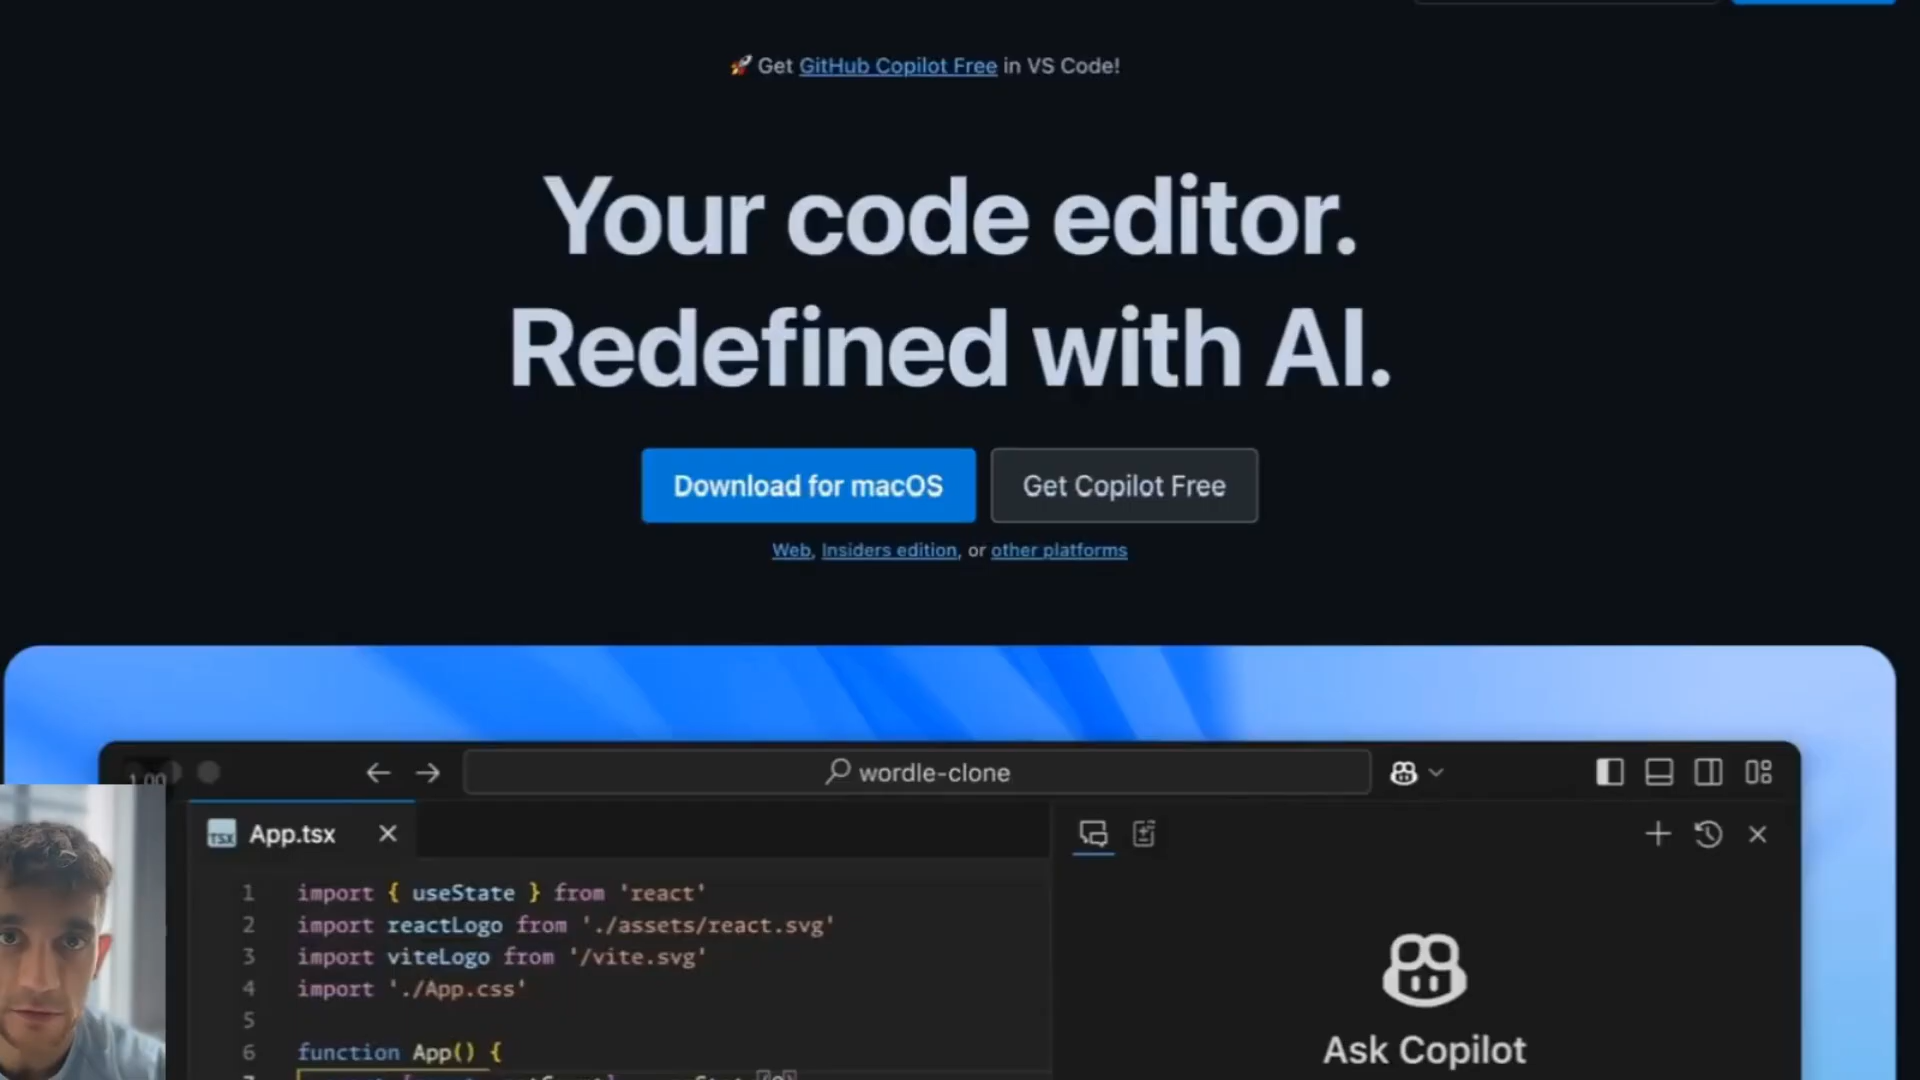 🚀 Get GitHub Copilot Free in VS Code!
Your code editor.
Redefined with AI.
Download for macOS
Get Copilot Free
Web, Insiders edition, or other platforms
1.00
wordle-clone
TSX App.tsx
1 import { useState } from 'react'
2 import reactLogo from './assets/react.svg'
3 import viteLogo from '/vite.svg'
4 import './App.css'
5
6 function App() {
Ask Copilot